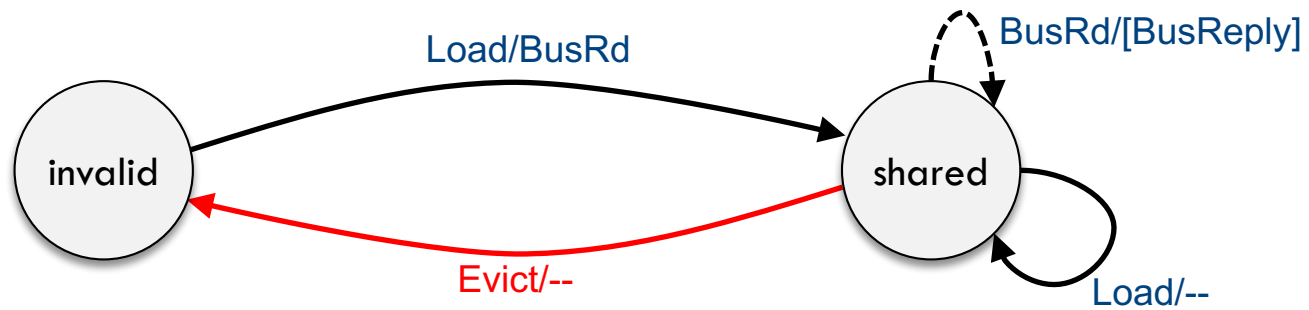 BusRd/[BusReply]
Load/BusRd
invalid
shared
Evict/--
Load/--